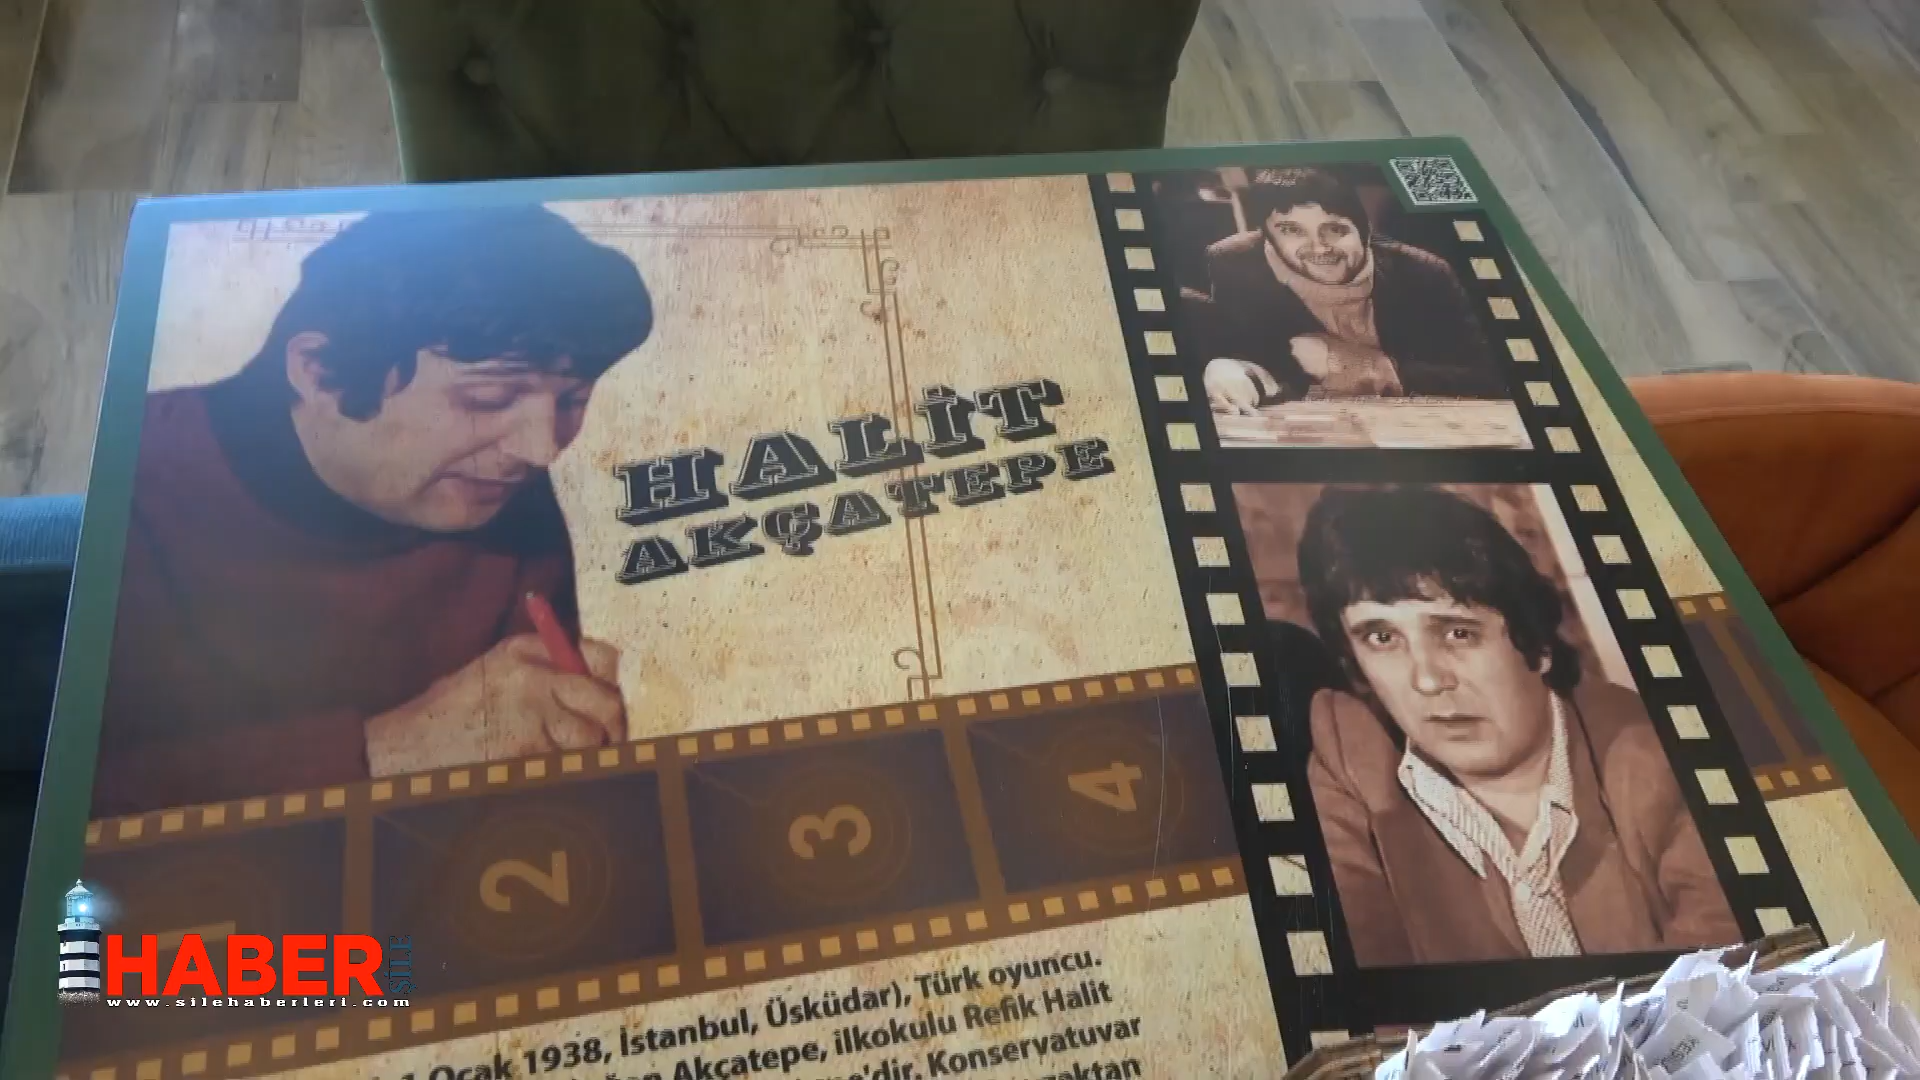 HALİT
AKÇATEPE
1
2
3
4
1 Ocak 1938, İstanbul, Üsküdar), Türk oyuncu.
Akçatepe, ilkokulu Refik Halit
Konservatuvar
HABER ŞİLE
www.silehaberleri.com